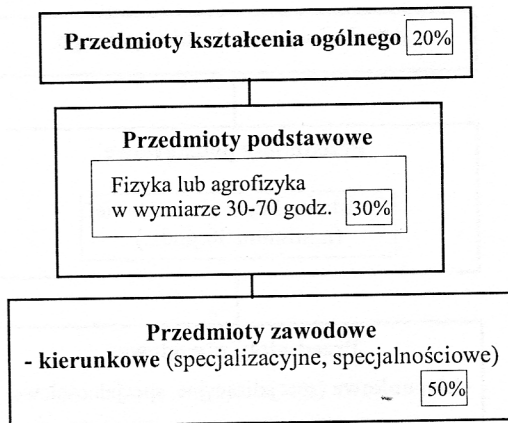 Przedmioty kształcenia ogólnego 20%
Przedmioty podstawowe
Fizyka lub agrofizyka
w wymiarze 30-70 godz. 30%
Przedmioty zawodowe
- kierunkowe (specjalizacyjne, specjalnościowe)
50%